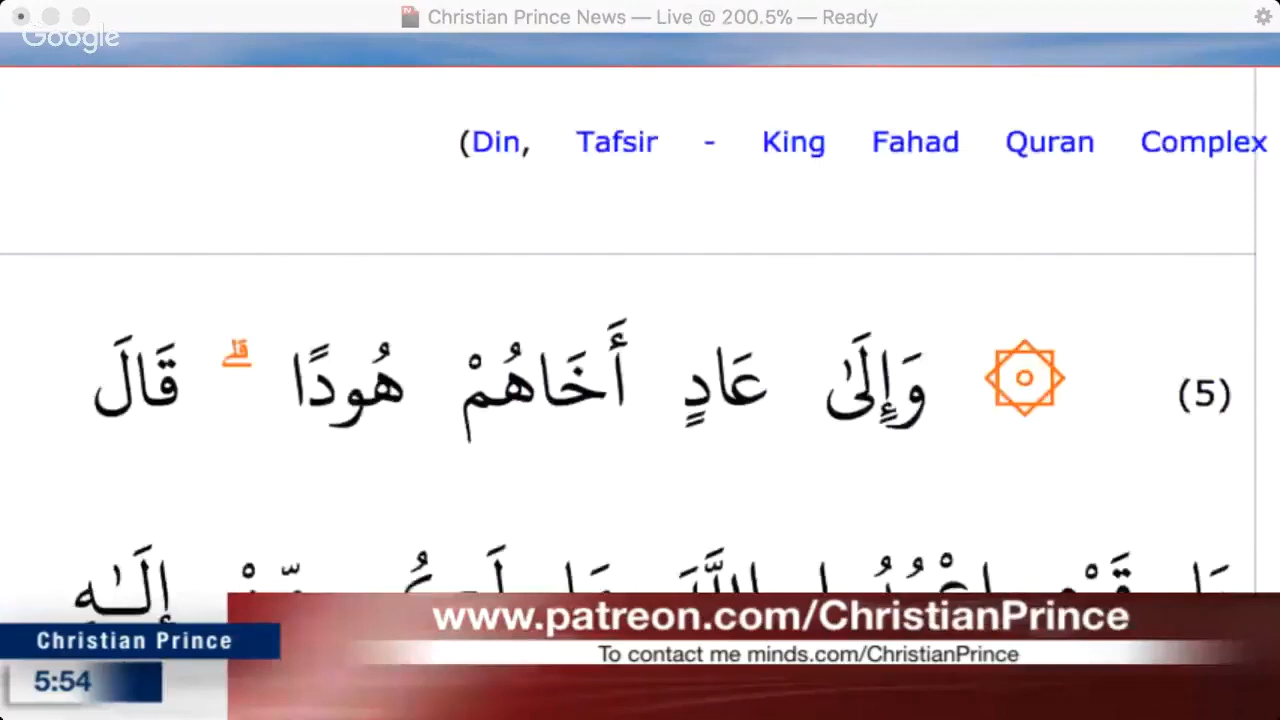 Christian Prince News — Live @ 200.5% — Ready
Google
(Din, Tafsir - King Fahad Quran Complex
(5) ۞ وَإِلَىٰ عَادٍ أَخَاهُمْ هُودًا ۗ قَالَ
إِلَـٰهٍ
www.patreon.com/ChristianPrince
Christian Prince
To contact me minds.com/ChristianPrince
5:54